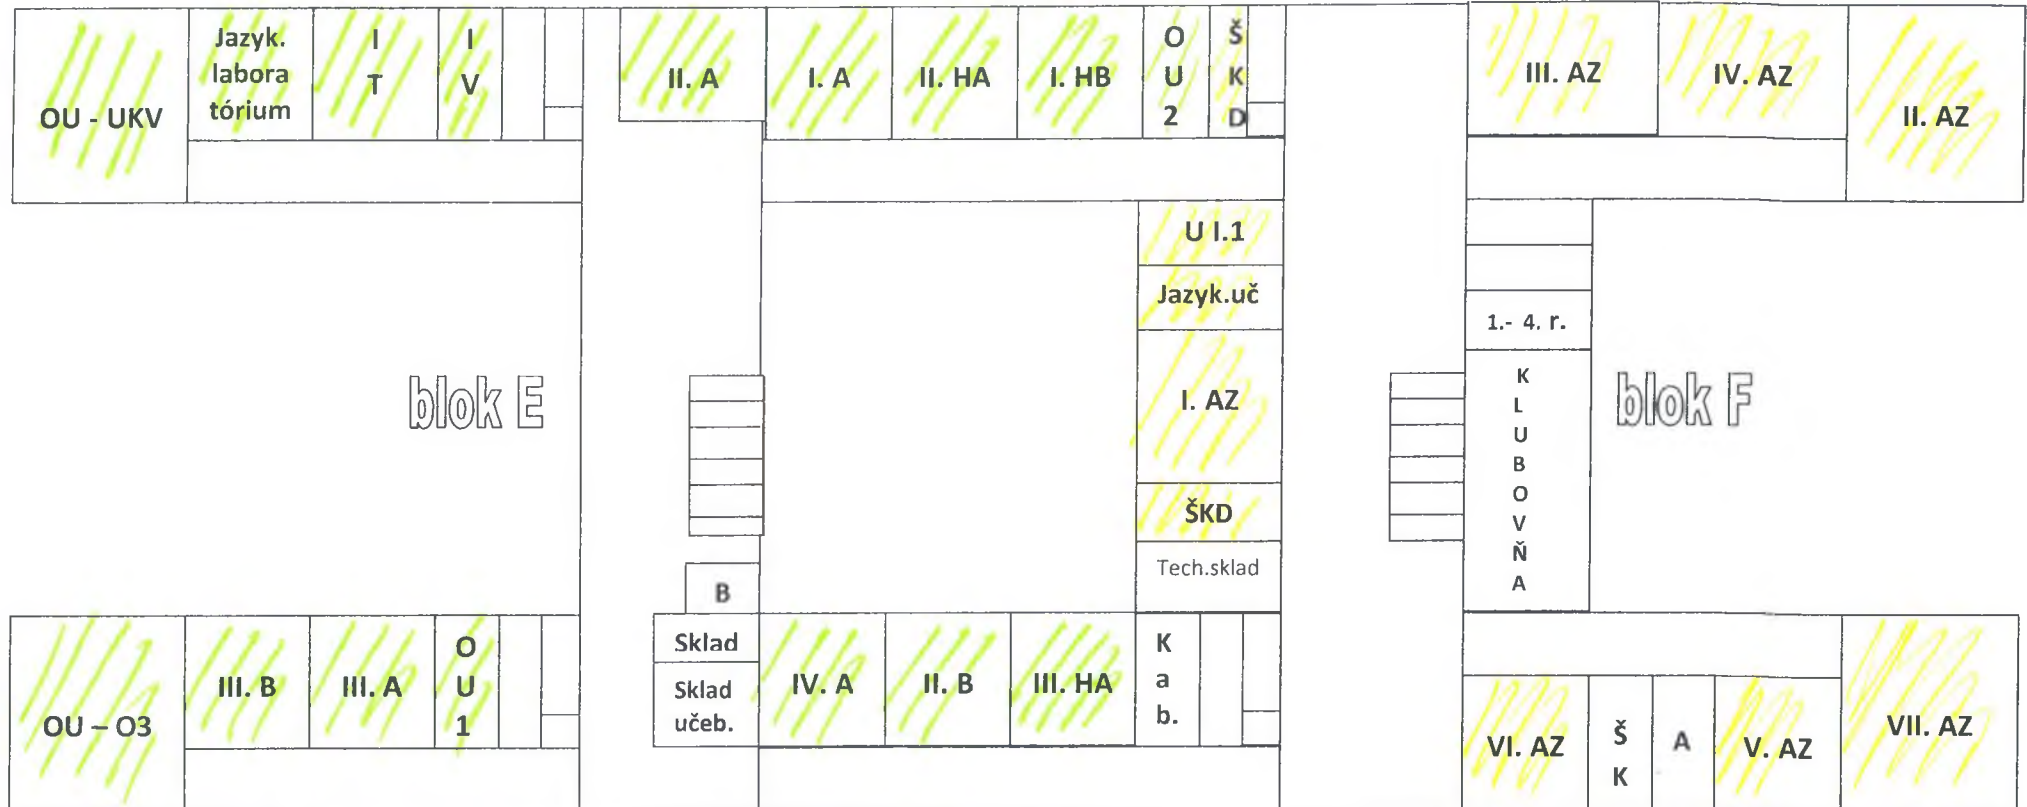 OU - UKV
Jazyk.
labora
tórium
I
T
I
V
II. A
I. A
II. HA
I. HB
O
U
2
Š
K
D
III. AZ
IV. AZ
II. AZ
U I.1
Jazyk.uč
1.- 4. r.
blok E
I. AZ
K
L
U
B
O
V
Ň
A
blok F
ŠKD
Tech.sklad
B
OU – O3
III. B
III. A
O
U
1
Sklad
Sklad
učeb.
IV. A
II. B
III. HA
K
a
b.
VI. AZ
Š
K
A
V. AZ
VII. AZ